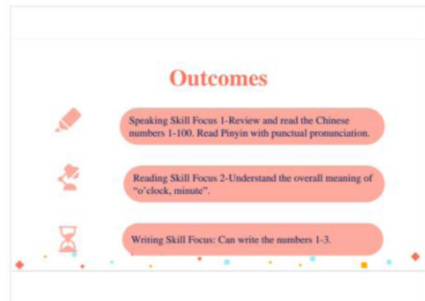 Outcomes
Speaking Skill Focus 1-Review and read the Chinese
numbers 1-100. Read Pinyin with punctual pronunciation.
Reading Skill Focus 2-Understand the overall meaning of
“o’clock, minute”.
Writing Skill Focus: Can write the numbers 1-3.